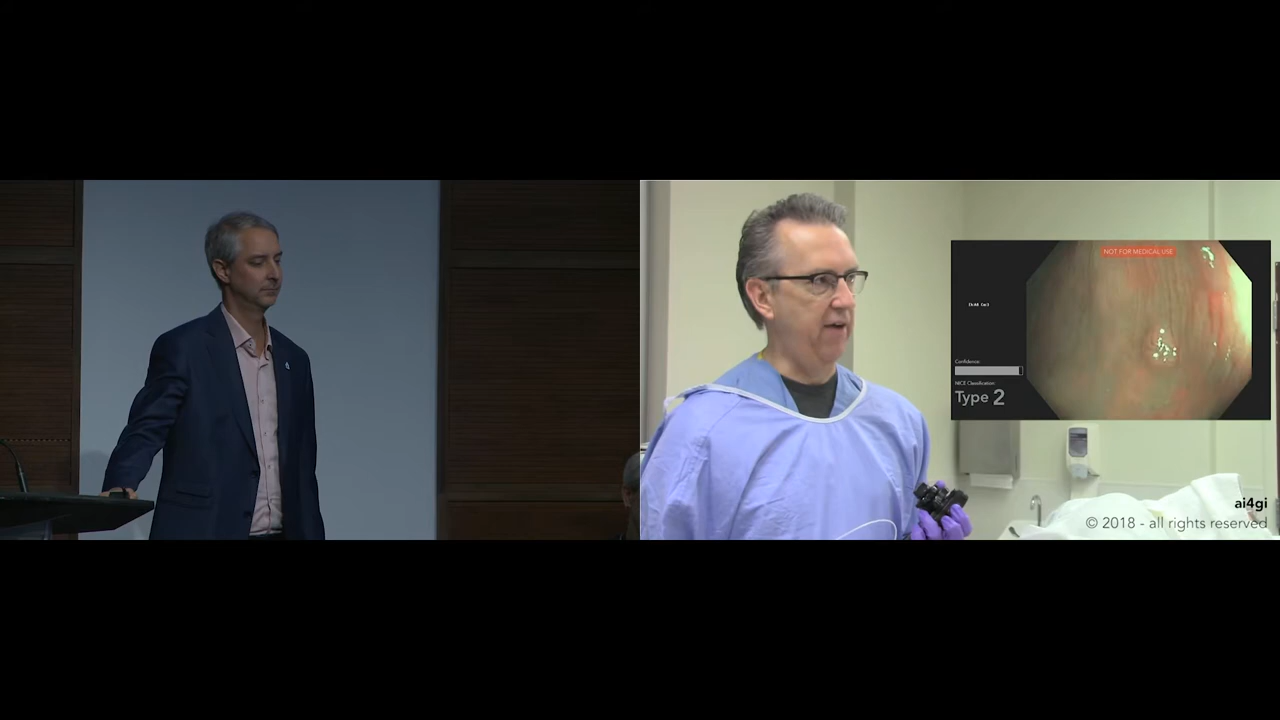 NOT FOR MEDICAL USE
Confidence:
NICE Classification:
Type 2
ai4gi
© 2018 - all rights reserved